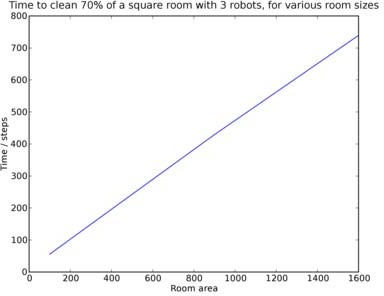 Time to clean 70% of a square room with 3 robots, for various room sizes
800
700
600
500
400
300
200
100
0
Time / steps
0 200 400 600 800 1000 1200 1400 1600
Room area